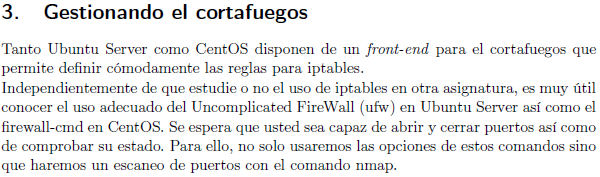 3. Gestionando el cortafuegos
Tanto Ubuntu Server como CentOS disponen de un front-end para el cortafuegos que
permite definir cómodamente las reglas para iptables.
Independientemente de que estudie o no el uso de iptables en otra asignatura, es muy útil
conocer el uso adecuado del Uncomplicated FireWall (ufw) en Ubuntu Server así como el
firewall-cmd en CentOS. Se espera que usted sea capaz de abrir y cerrar puertos así como
de comprobar su estado. Para ello, no solo usaremos las opciones de estos comandos sino
que haremos un escaneo de puertos con el comando nmap.